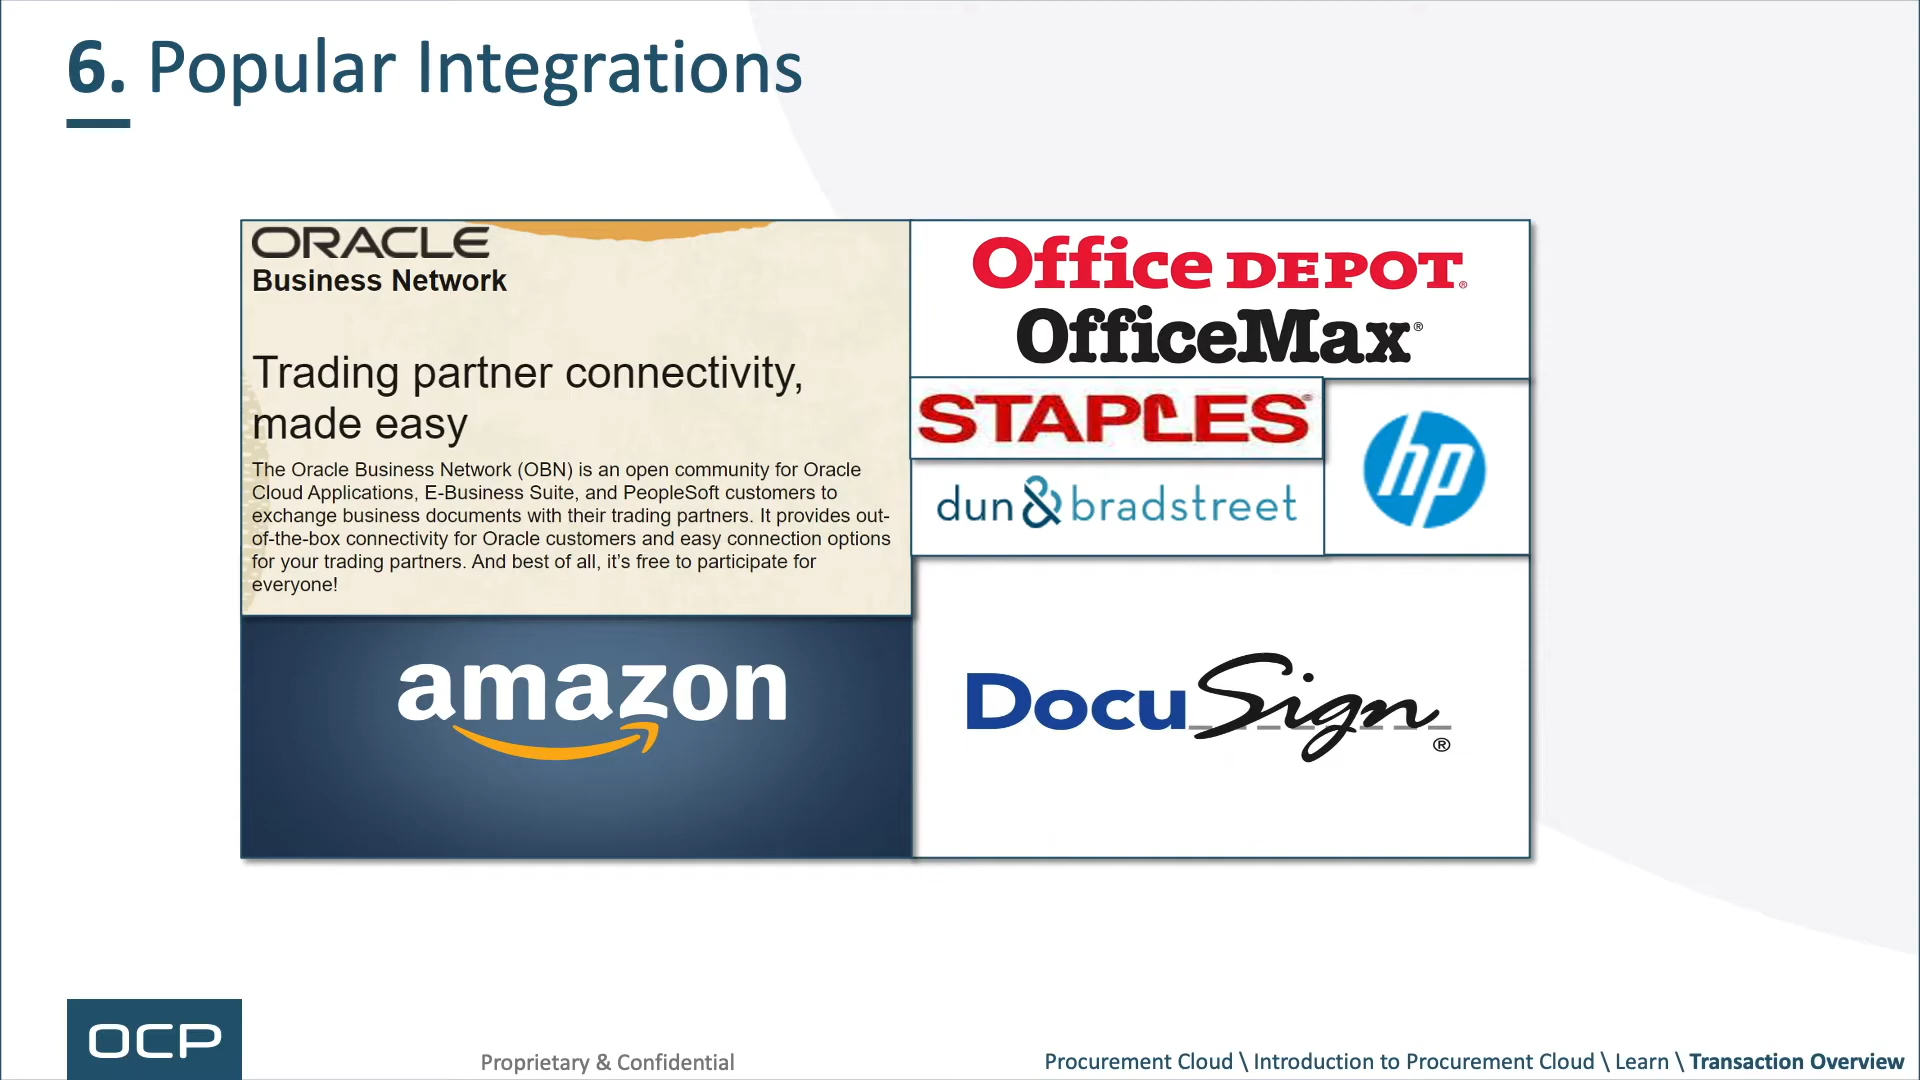 6. Popular Integrations
ORACLE
Business Network
Trading partner connectivity,
made easy
The Oracle Business Network (OBN) is an open community for Oracle
Cloud Applications, E-Business Suite, and PeopleSoft customers to
exchange business documents with their trading partners. It provides out-
of-the-box connectivity for Oracle customers and easy connection options
for your trading partners. And best of all, it’s free to participate for
everyone!
Office DEPOT®
OfficeMax®
STAPLES®
hp
dun & bradstreet
amazon
DocuSign®
OCP
Proprietary & Confidential
Procurement Cloud \ Introduction to Procurement Cloud \ Learn \ Transaction Overview